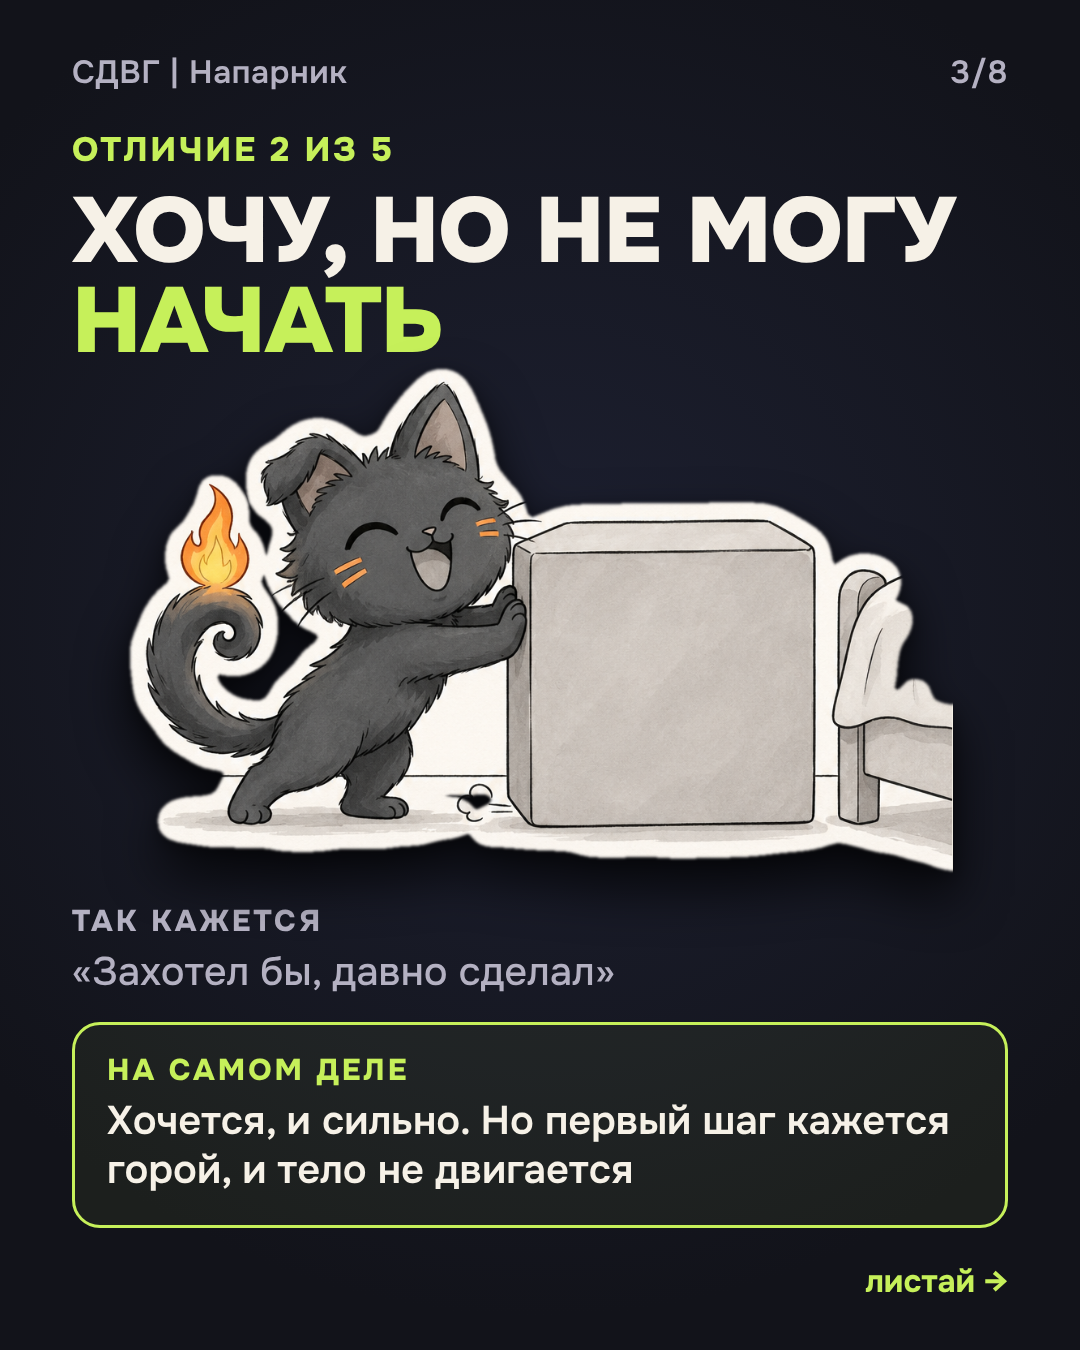 СДВГ | Напарник
3/8
ОТЛИЧИЕ 2 ИЗ 5
ХОЧУ, НО НЕ МОГУ
НАЧАТЬ
ТАК КАЖЕТСЯ
«Захотел бы, давно сделал»
НА САМОМ ДЕЛЕ
Хочется, и сильно. Но первый шаг кажется
горой, и тело не двигается
листай →